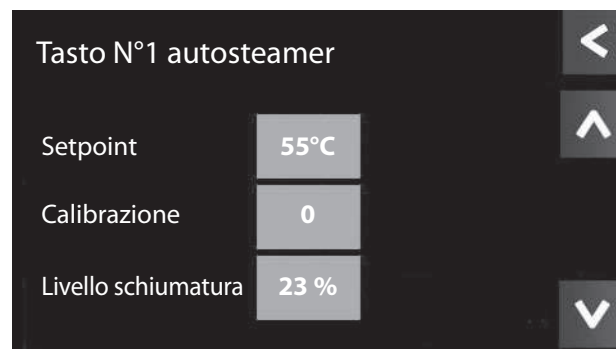 Tasto N°1 autosteamer
Setpoint 55°C
Calibrazione 0
Livello schiumatura 23 %